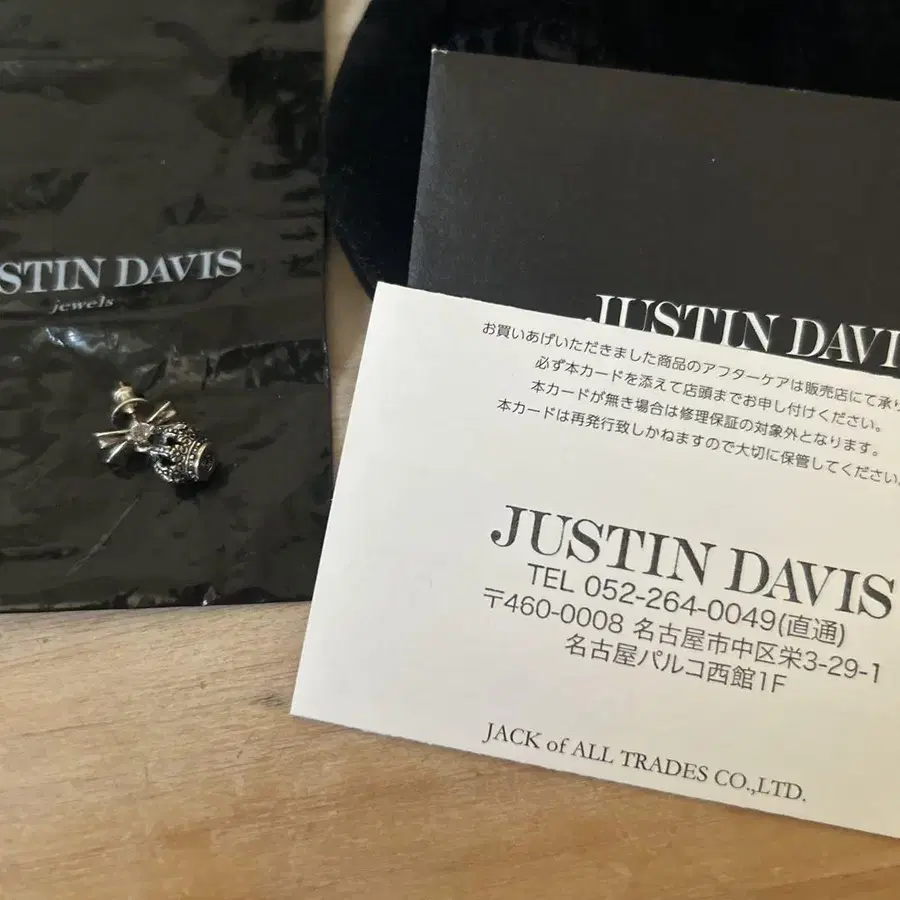 USTIN DAVIS
jewels
JUSTIN DAVI
お買いあげいただきました商品のアフターケアは販売店にて承り
必ず本カードを添えて店頭までお申し付けください。
本カードが無き場合は修理保証の対象外となります。
本カードは再発行致しかねますので大切に保管してください。
JUSTIN DAVIS
TEL 052-264-0049(直通)
〒460-0008 名古屋市中区栄3-29-1
名古屋パルコ西館1F
JACK of ALL TRADES CO.,LTD.